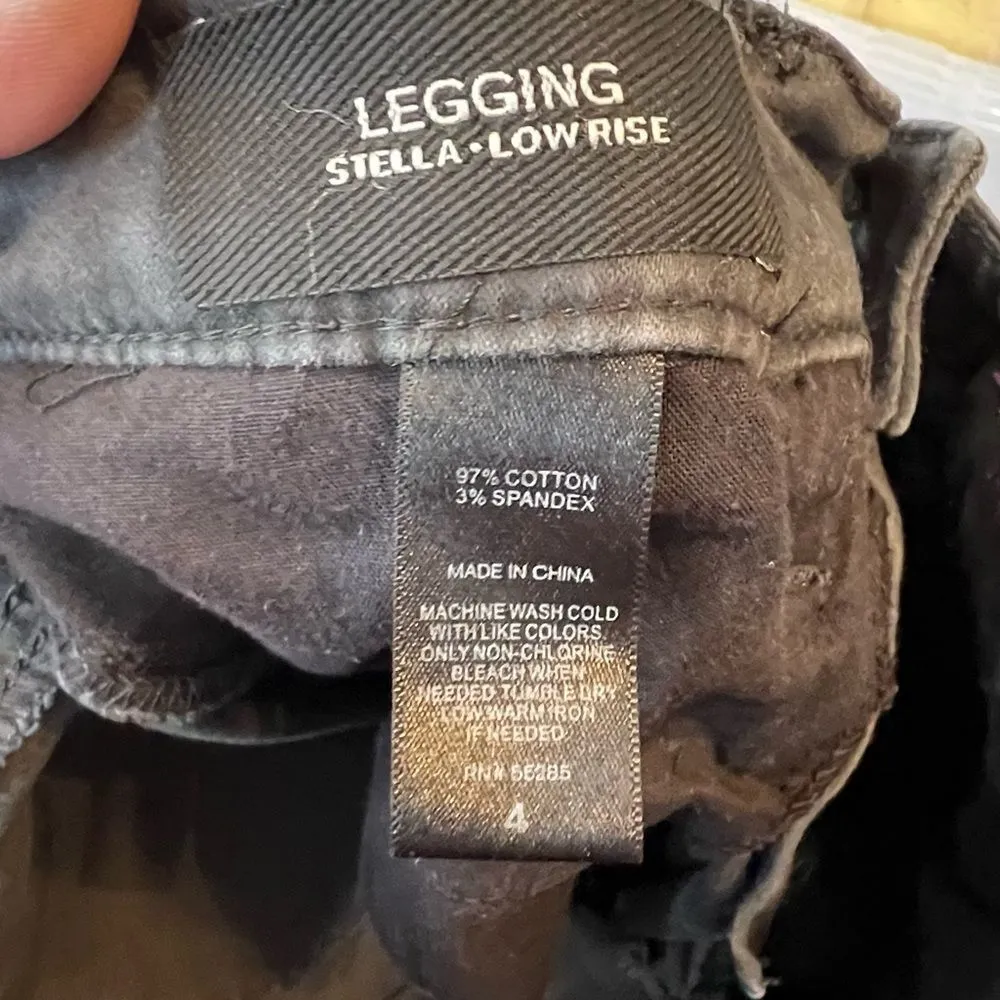 LEGGING
STELLA • LOW RISE
97% COTTON
3% SPANDEX
MADE IN CHINA
MACHINE WASH COLD
WITH LIKE COLORS
ONLY NON-CHLORINE
BLEACH WHEN
NEEDED TUMBLE DRY
LOW WARM IRON
IF NEEDED
RN#
4